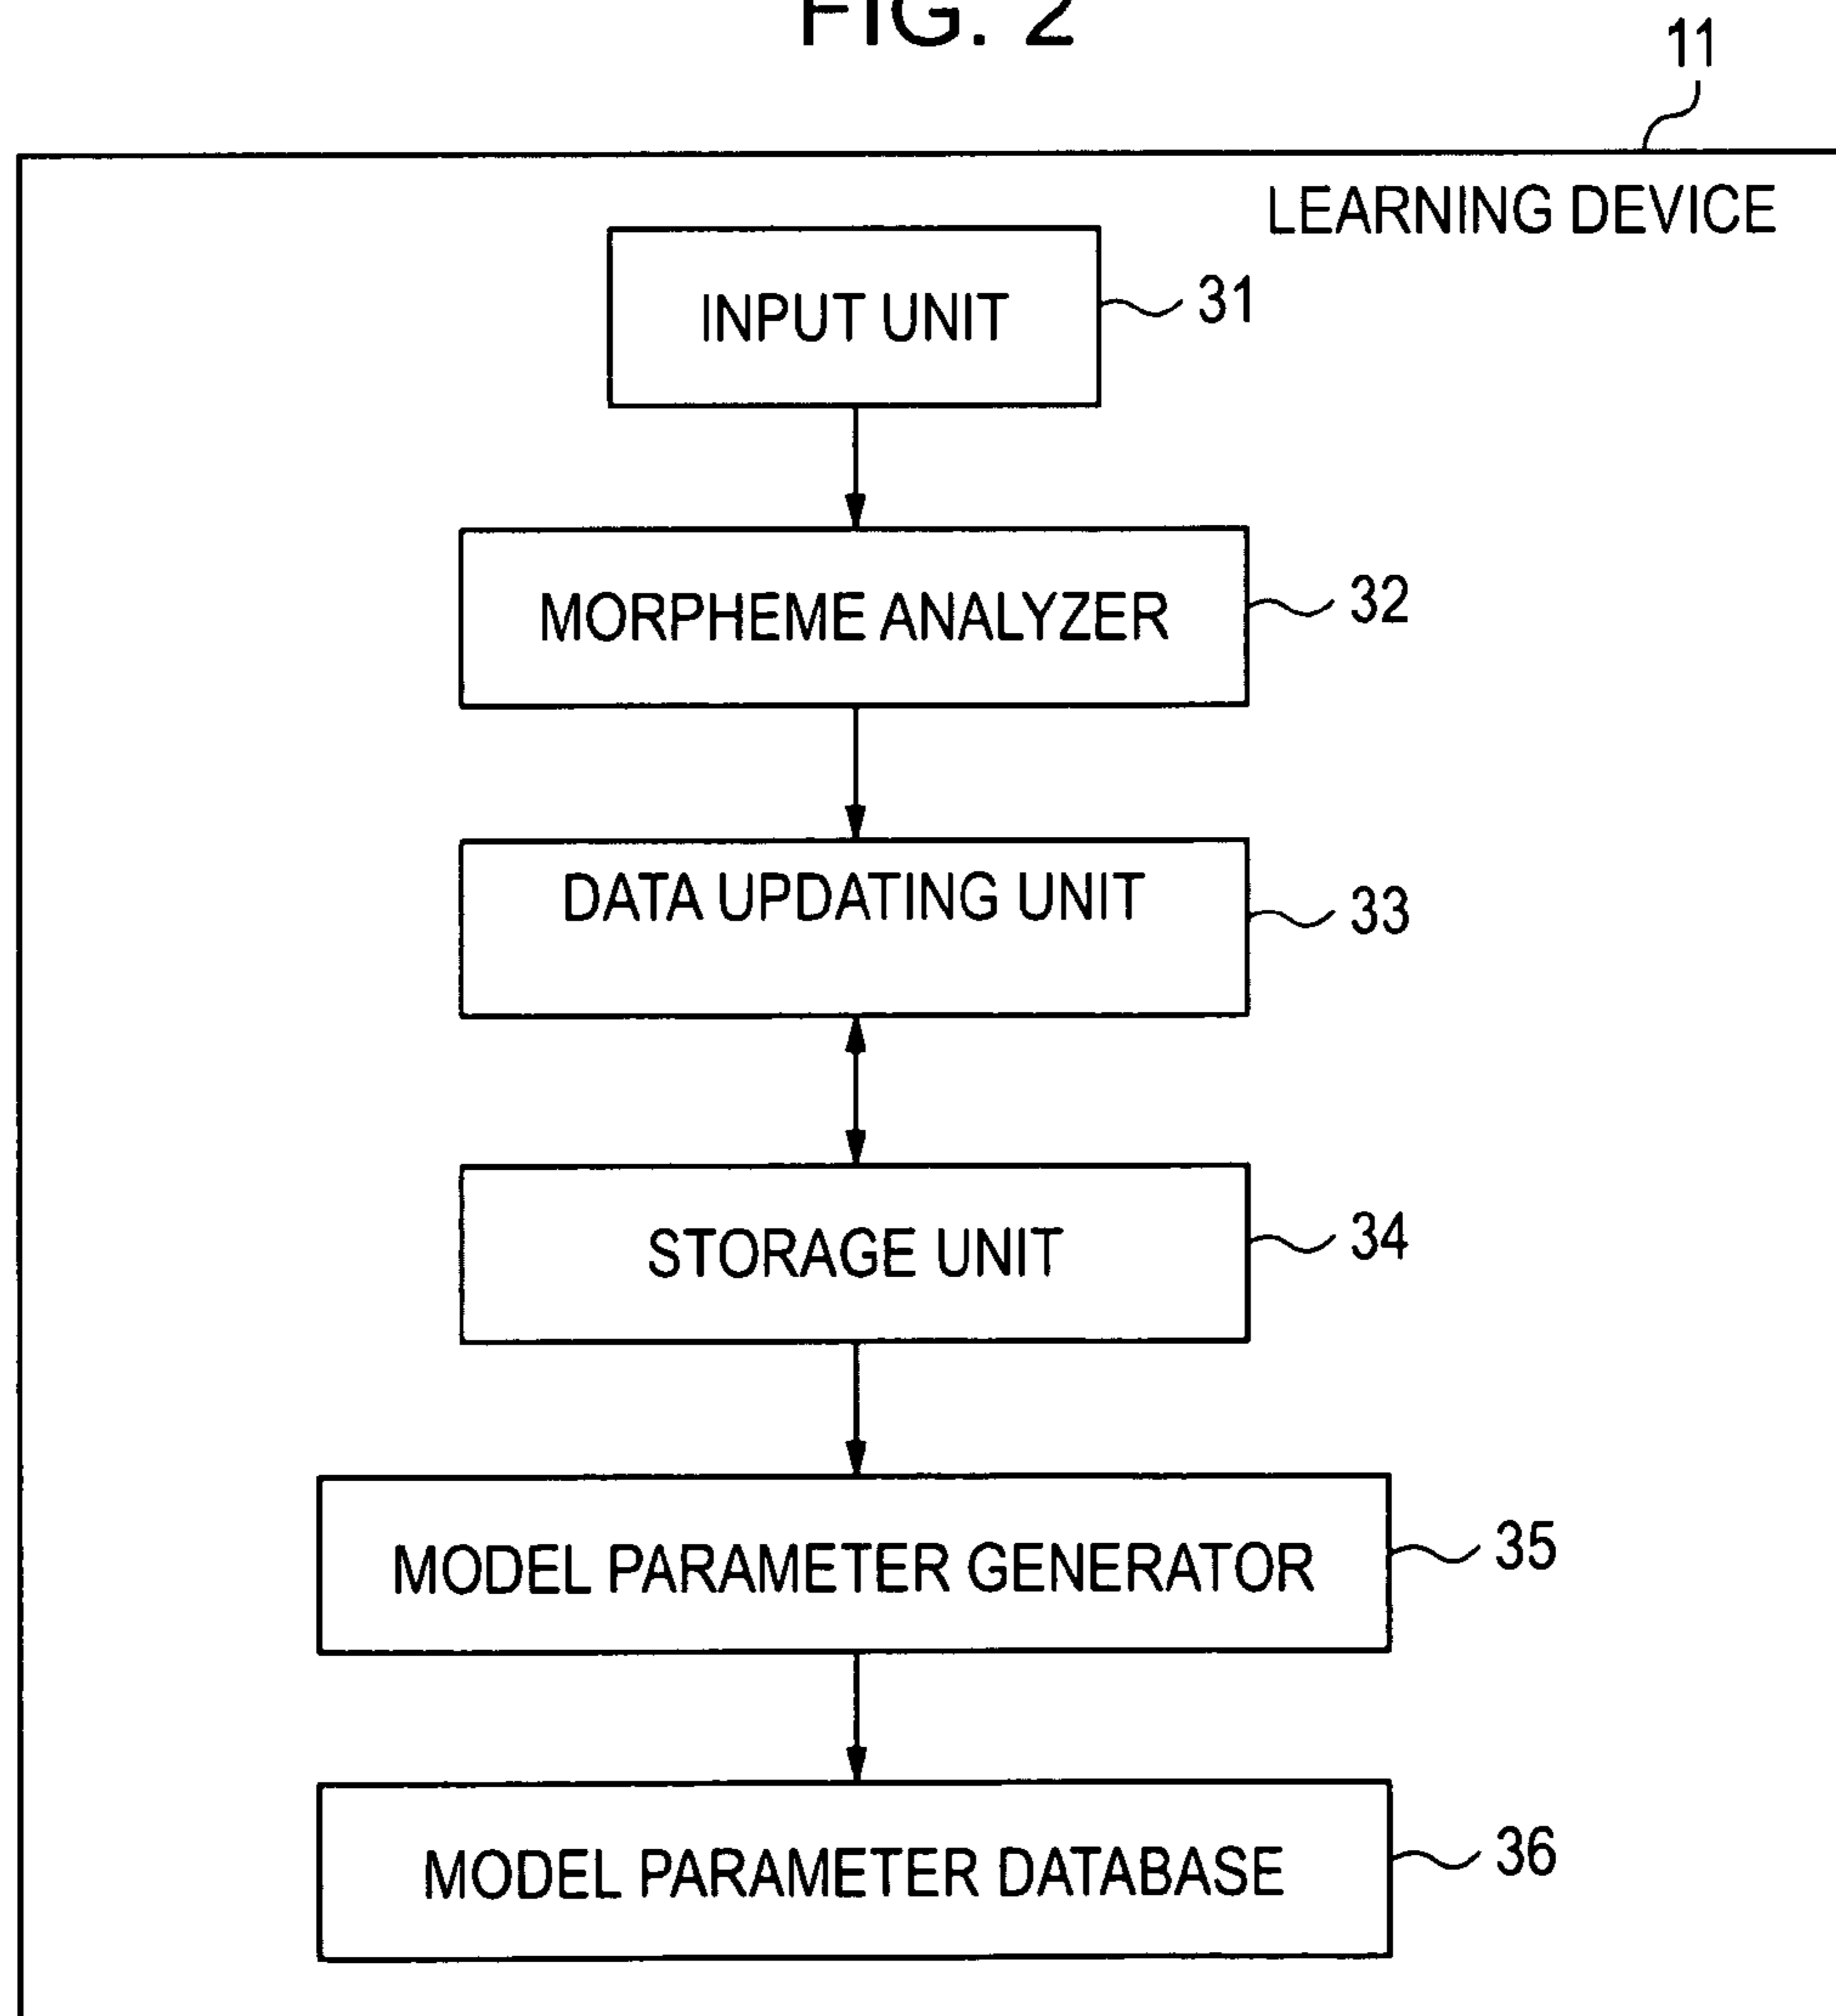 FIG. 2
11
LEARNING DEVICE
INPUT UNIT
31
MORPHEME ANALYZER
32
DATA UPDATING UNIT
33
STORAGE UNIT
34
MODEL PARAMETER GENERATOR
35
MODEL PARAMETER DATABASE
36